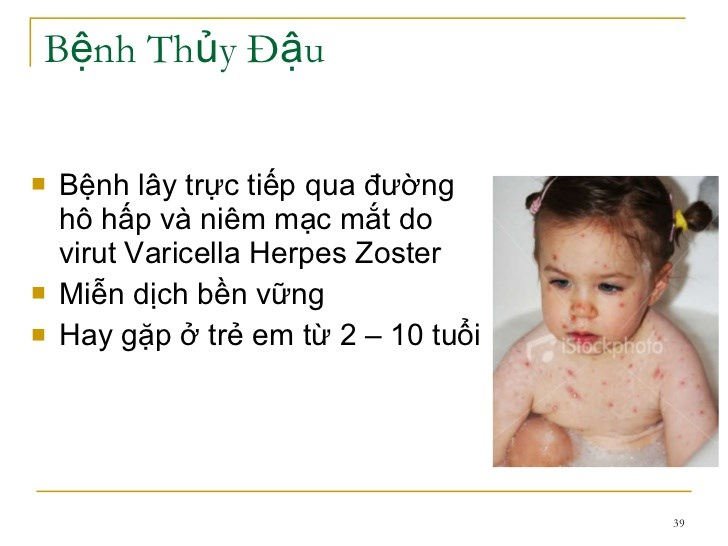 Bệnh Thủy Đậu
Bệnh lây trực tiếp qua đường
hô hấp và niêm mạc mắt do
virut Varicella Herpes Zoster
Miễn dịch bền vững
Hay gặp ở trẻ em từ 2 – 10 tuổi
iStockphoto
39